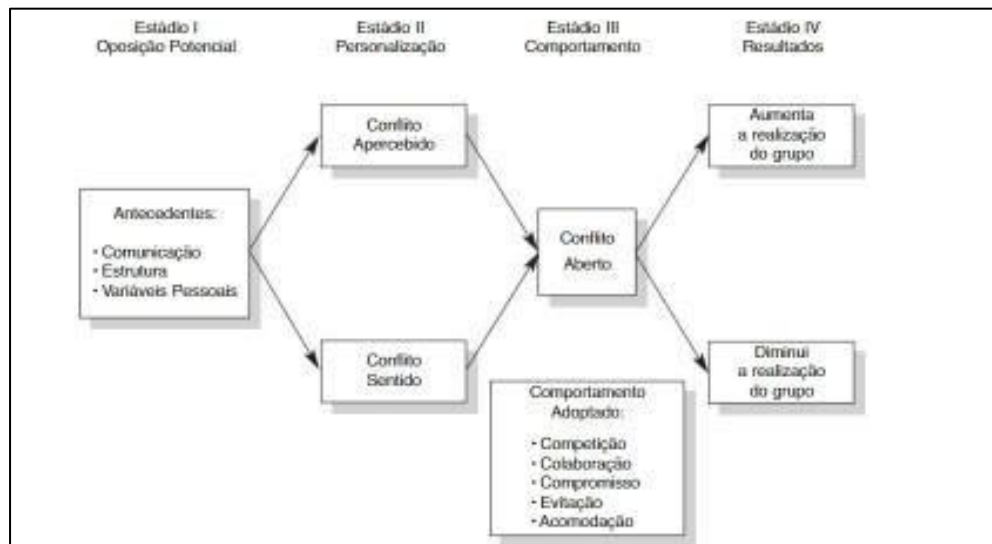 Estádio I
Oposição Potencial
Estádio II
Personalização
Estádio III
Comportamento
Estádio IV
Resultados
Antecedentes:
• Comunicação
• Estrutura
• Variáveis Pessoais
Conflito
Apercebido
Conflito
Sentido
Conflito
Aberto
Comportamento
Adoptado:
• Competição
• Colaboração
• Compromisso
• Evitação
• Acomodação
Aumenta
a realização
do grupo
Diminui
a realização
do grupo